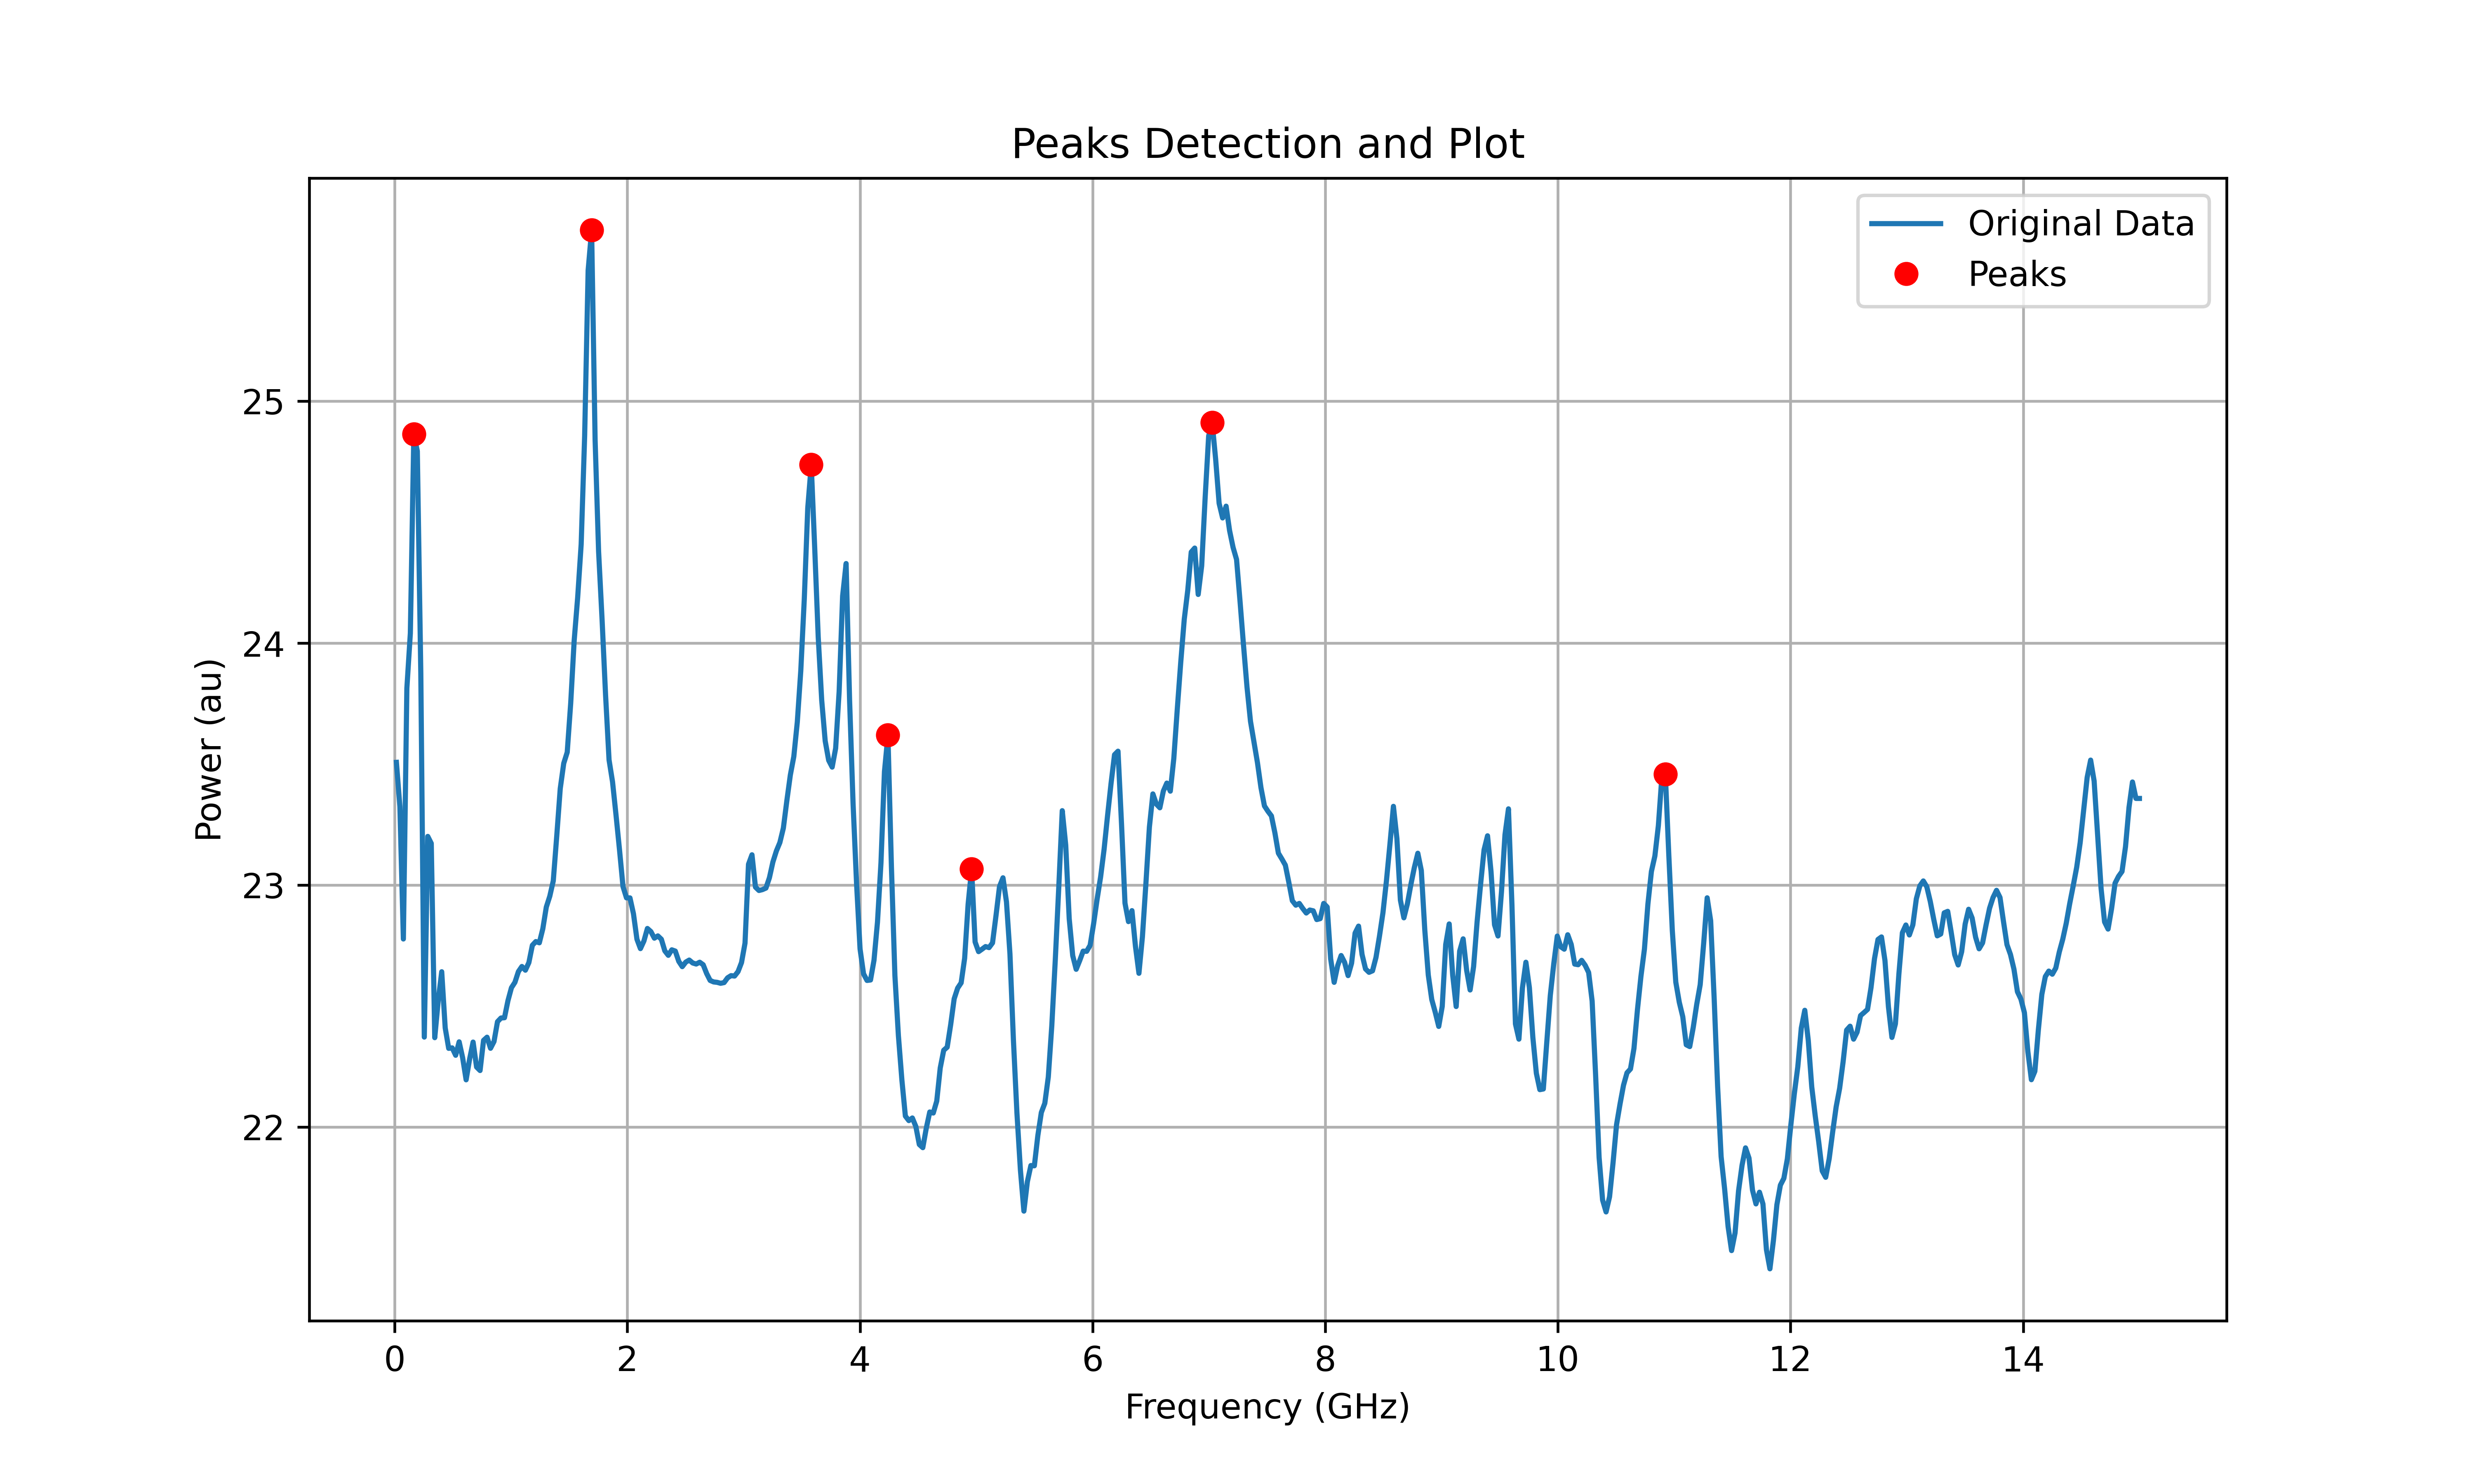 Peaks Detection and Plot
Original Data
Peaks
25
24
23
22
Power (au)
0 2 4 6 8 10 12 14
Frequency (GHz)